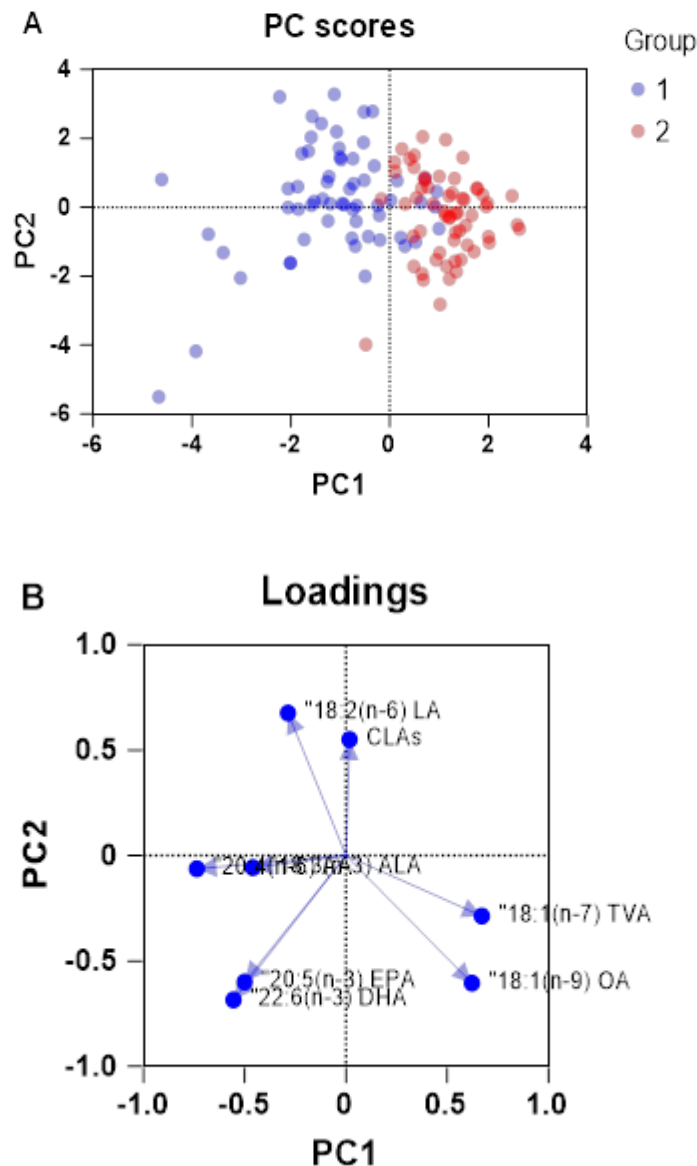 A
PC scores
Group
1
2
4
2
0
-2
-4
-6
PC2
-6
-4
-2
0
2
4
PC1
B
Loadings
1.0
0.5
0
-0.5
-1.0
PC2
"18:2(n-6) LA
CLAs
ALA
"18:1(n-7) TVA
"20:5(n-3) EPA
"18:1(n-9) OA
"22:6(n-3) DHA
-1.0
-0.5
0
0.5
1.0
PC1